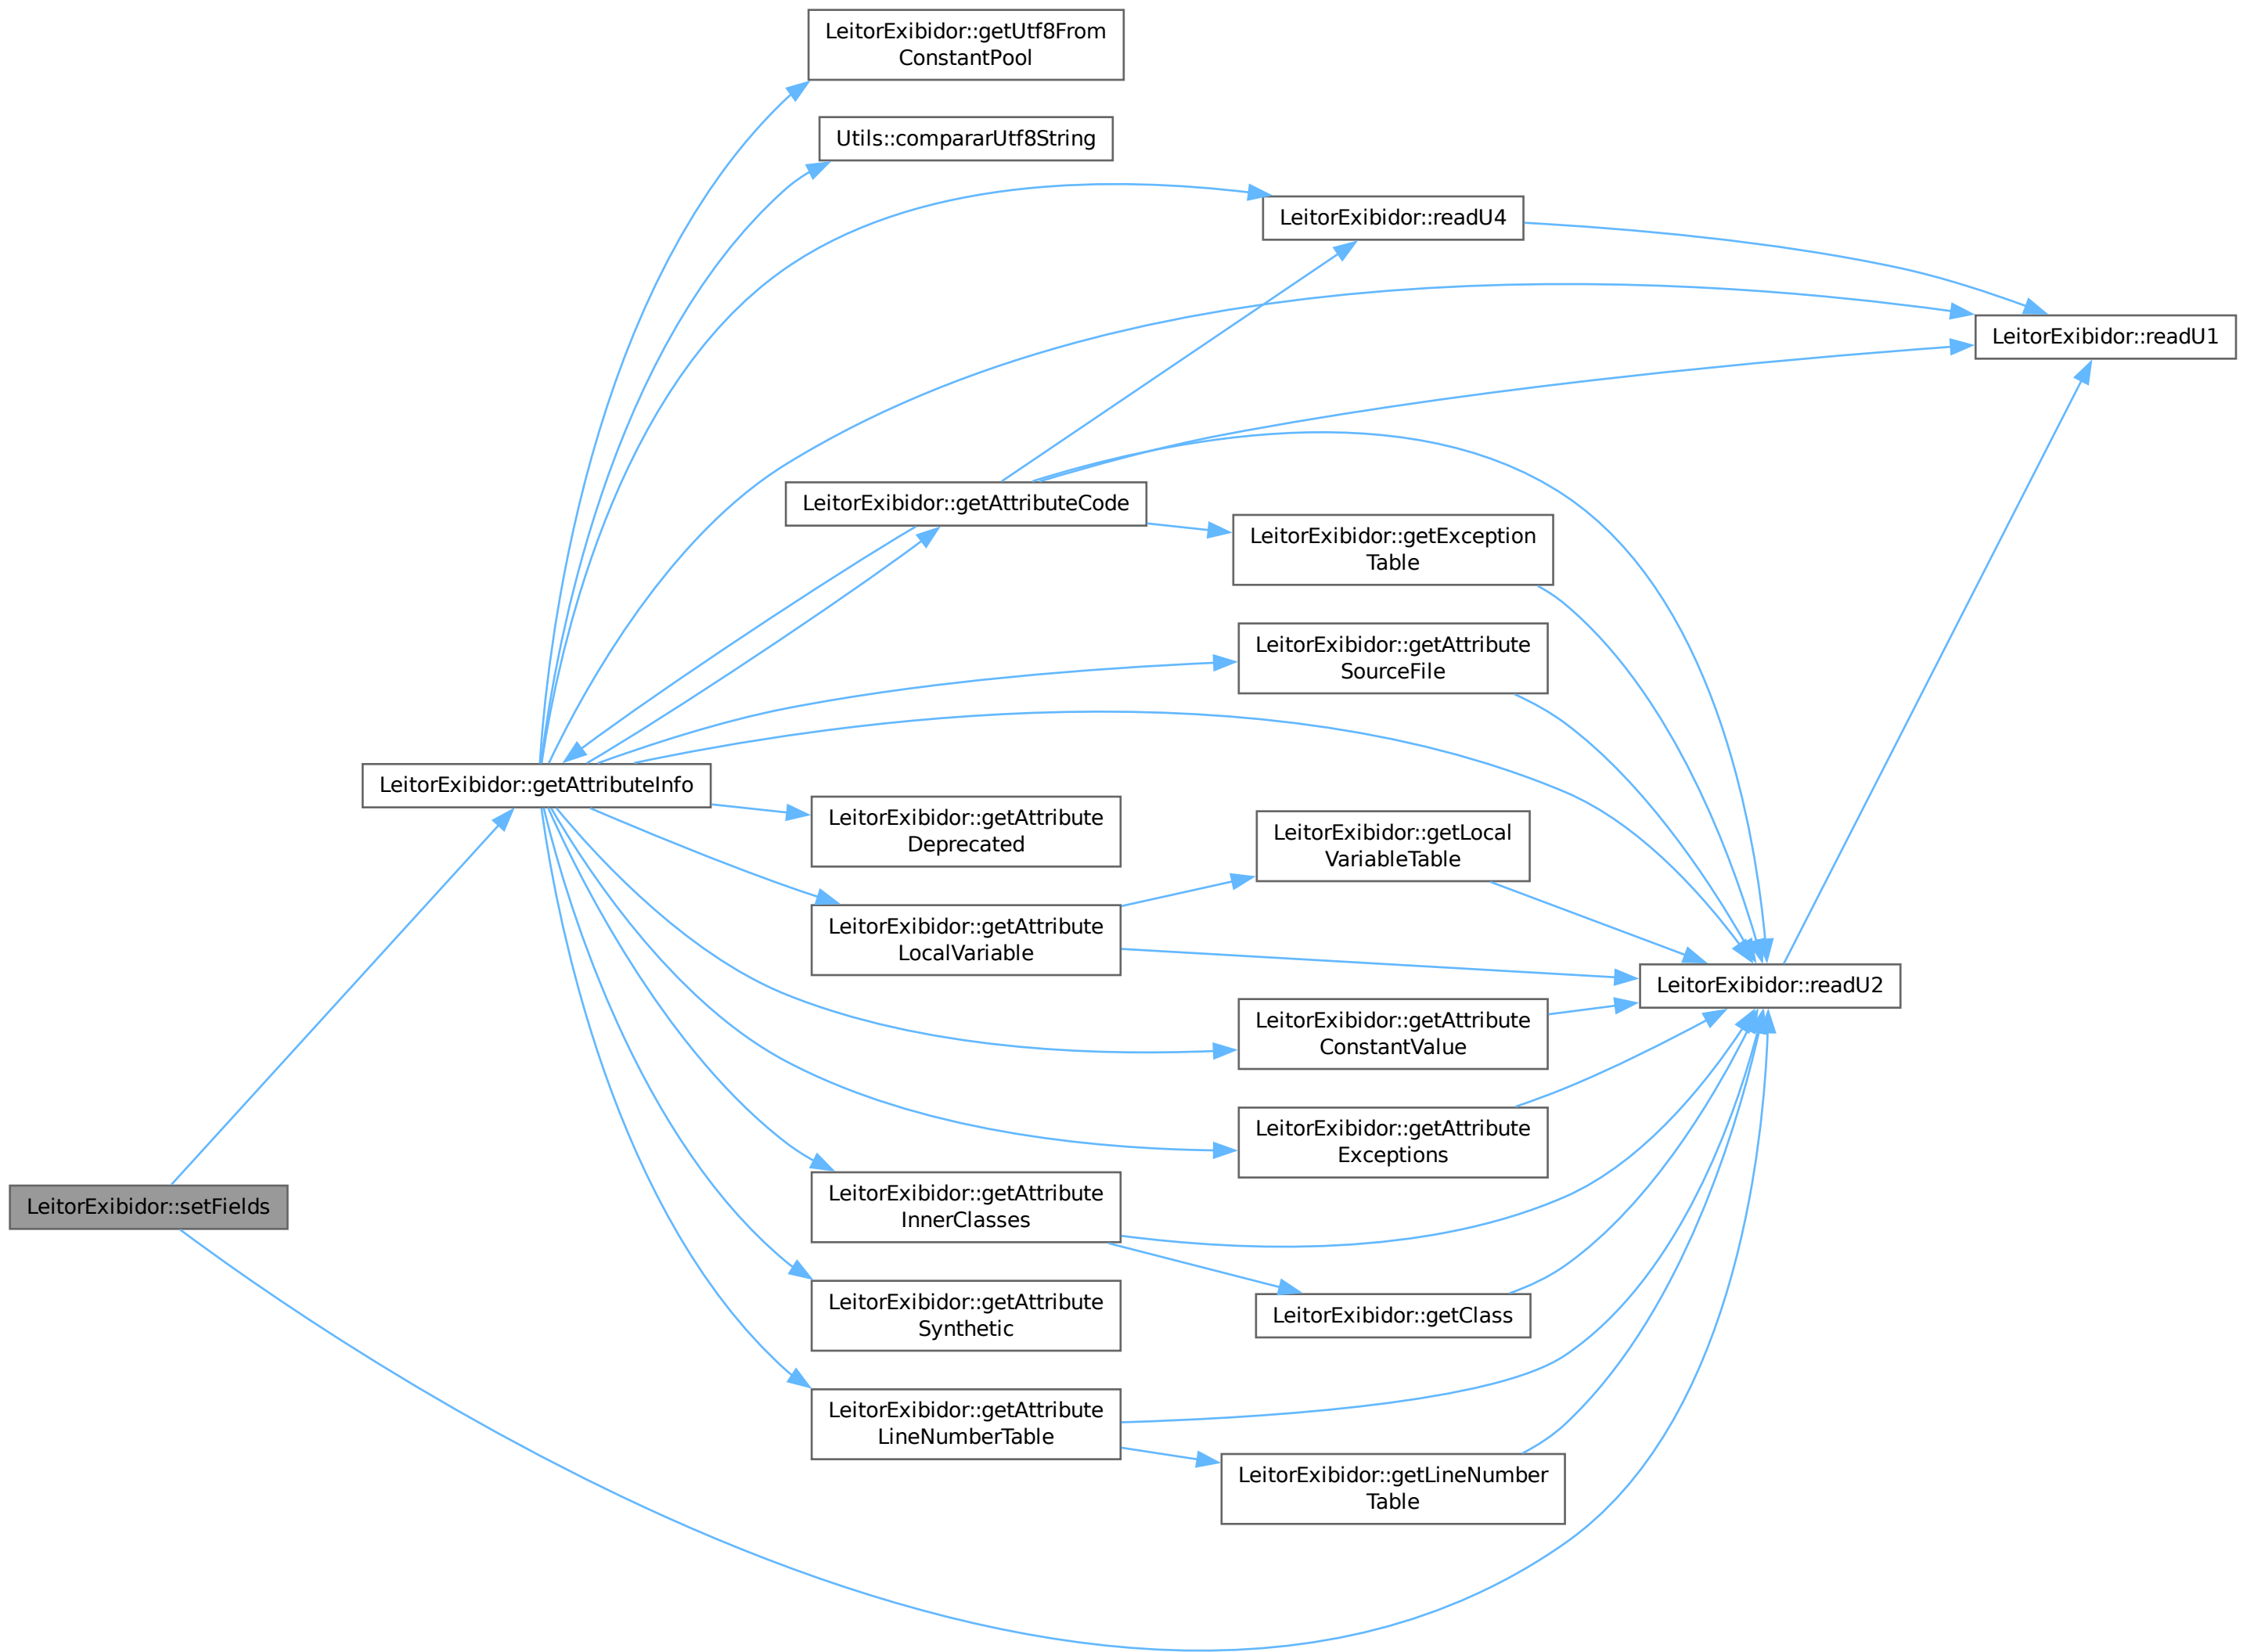 LeitorExibidor::getUtf8From
ConstantPool
Utils::compararUtf8String
LeitorExibidor::readU4
LeitorExibidor::readU1
LeitorExibidor::getAttributeCode
LeitorExibidor::getException
Table
LeitorExibidor::getAttribute
SourceFile
LeitorExibidor::getAttributeInfo
LeitorExibidor::getAttribute
Deprecated
LeitorExibidor::getLocal
VariableTable
LeitorExibidor::getAttribute
LocalVariable
LeitorExibidor::readU2
LeitorExibidor::getAttribute
ConstantValue
LeitorExibidor::getAttribute
Exceptions
LeitorExibidor::setFields
LeitorExibidor::getAttribute
InnerClasses
LeitorExibidor::getAttribute
Synthetic
LeitorExibidor::getClass
LeitorExibidor::getAttribute
LineNumberTable
LeitorExibidor::getLineNumber
Table